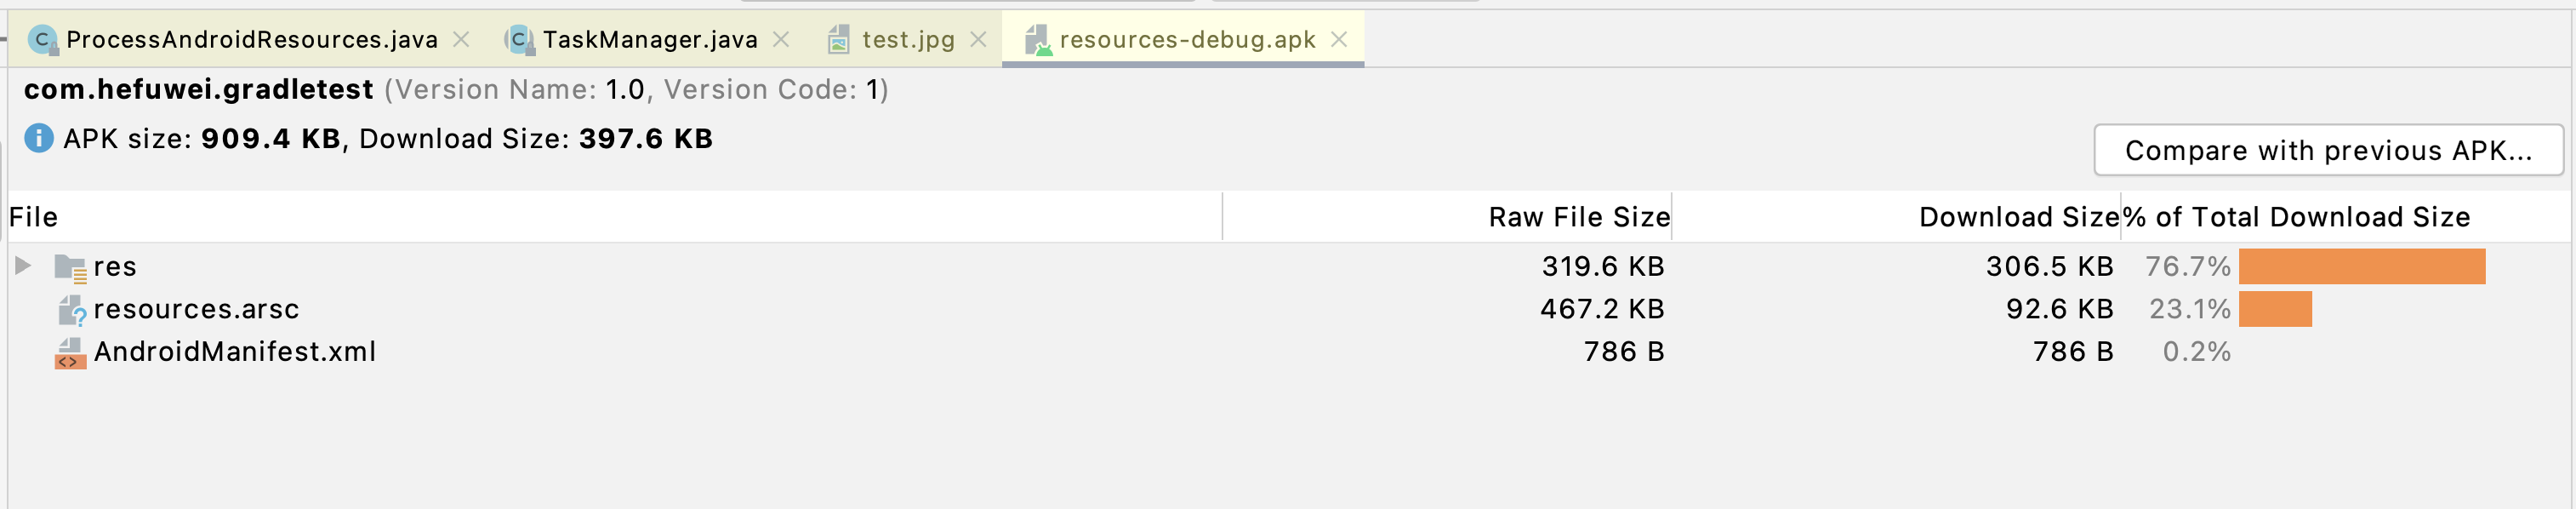 ProcessAndroidResources.java TaskManager.java test.jpg resources-debug.apk
com.hefuwei.gradletest (Version Name: 1.0, Version Code: 1)
APK size: 909.4 KB, Download Size: 397.6 KB
Compare with previous APK...
File Raw File Size Download Size % of Total Download Size
res 319.6 KB 306.5 KB 76.7%
resources.arsc 467.2 KB 92.6 KB 23.1%
AndroidManifest.xml 786 B 786 B 0.2%